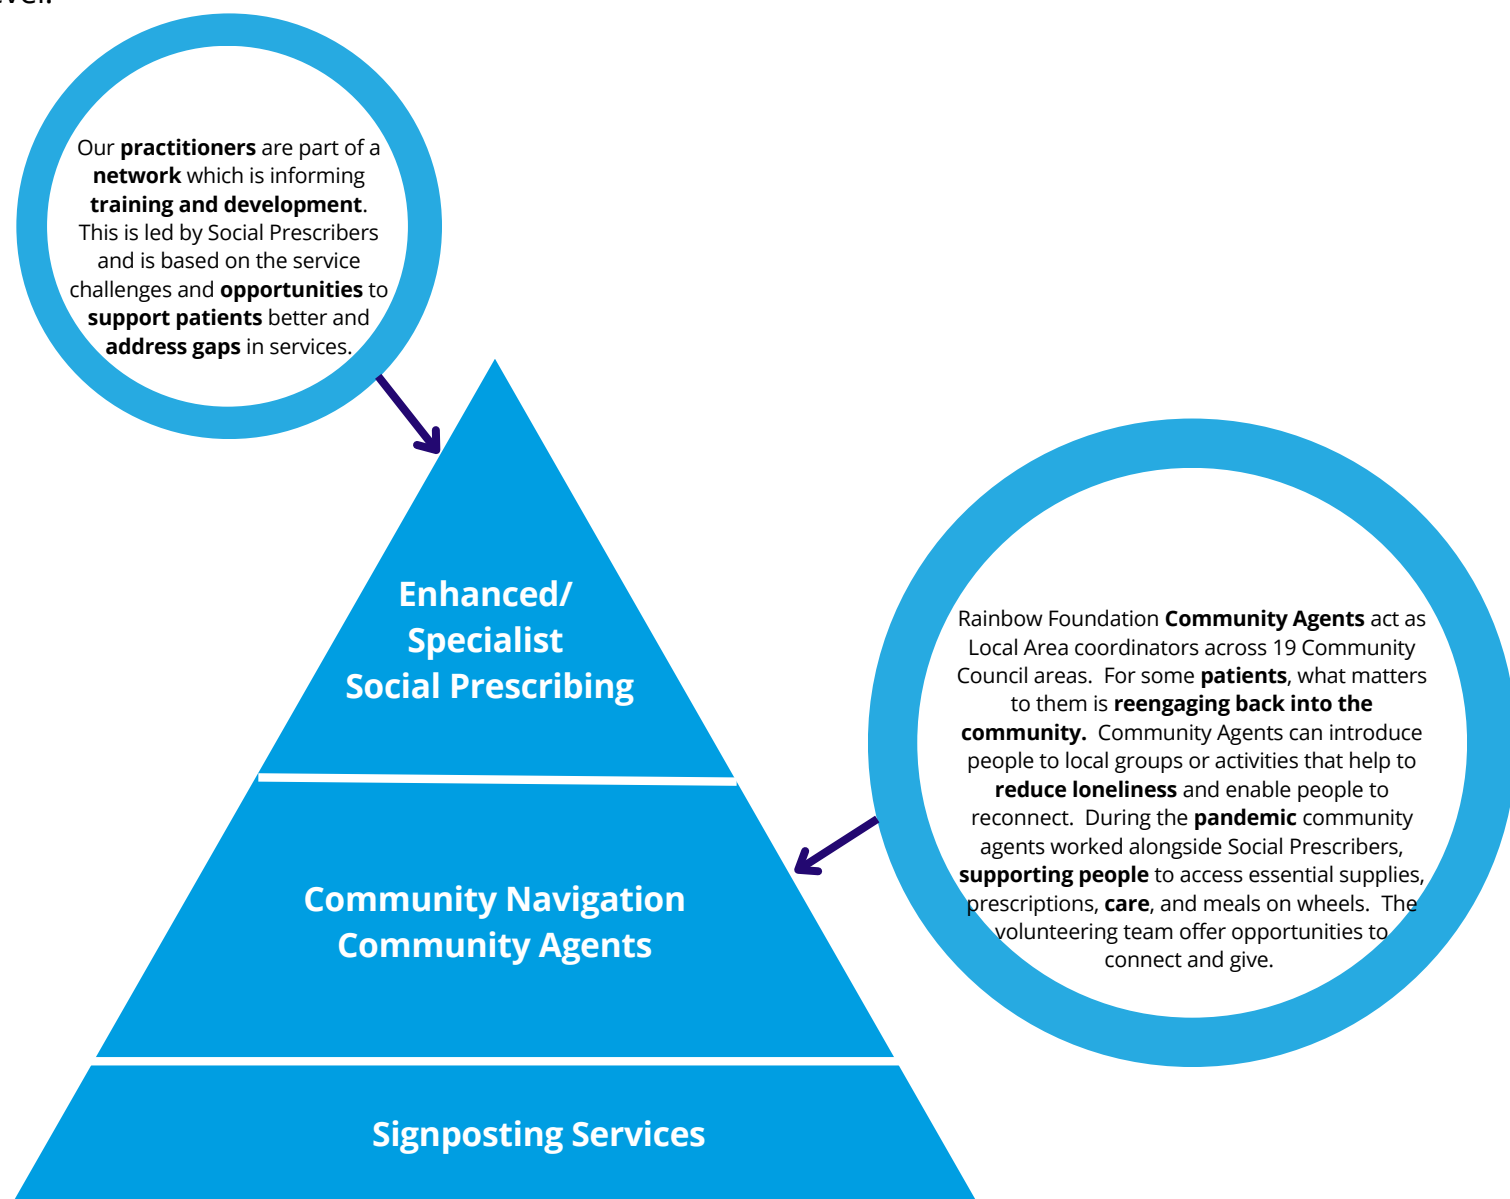 Our practitioners are part of a
network which is informing
training and development.
This is led by Social Prescribers
and is based on the service
challenges and opportunities to
support patients better and
address gaps in services.
Enhanced/
Specialist
Social Prescribing
Rainbow Foundation Community Agents act as
Local Area coordinators across 19 Community
Council areas. For some patients, what matters
to them is reengaging back into the
community. Community Agents can introduce
people to local groups or activities that help to
reduce loneliness and enable people to
reconnect. During the pandemic community
agents worked alongside Social Prescribers,
supporting people to access essential supplies,
prescriptions, care, and meals on wheels. The
volunteering team offer opportunities to
connect and give.
Community Navigation
Community Agents
Signposting Services